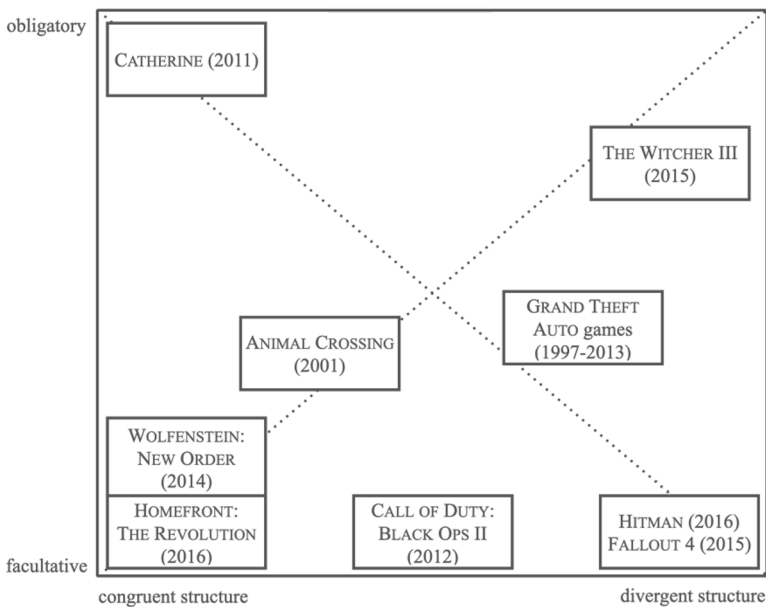 obligatory
CATHERINE (2011)
THE WITCHER III
(2015)
GRAND THEFT
AUTO games
(1997-2013)
ANIMAL CROSSING
(2001)
WOLFENSTEIN:
NEW ORDER
(2014)
HOMEFRONT:
THE REVOLUTION
(2016)
CALL OF DUTY:
BLACK OPS II
(2012)
HITMAN (2016)
FALLOUT 4 (2015)
facultative
congruent structure
divergent structure